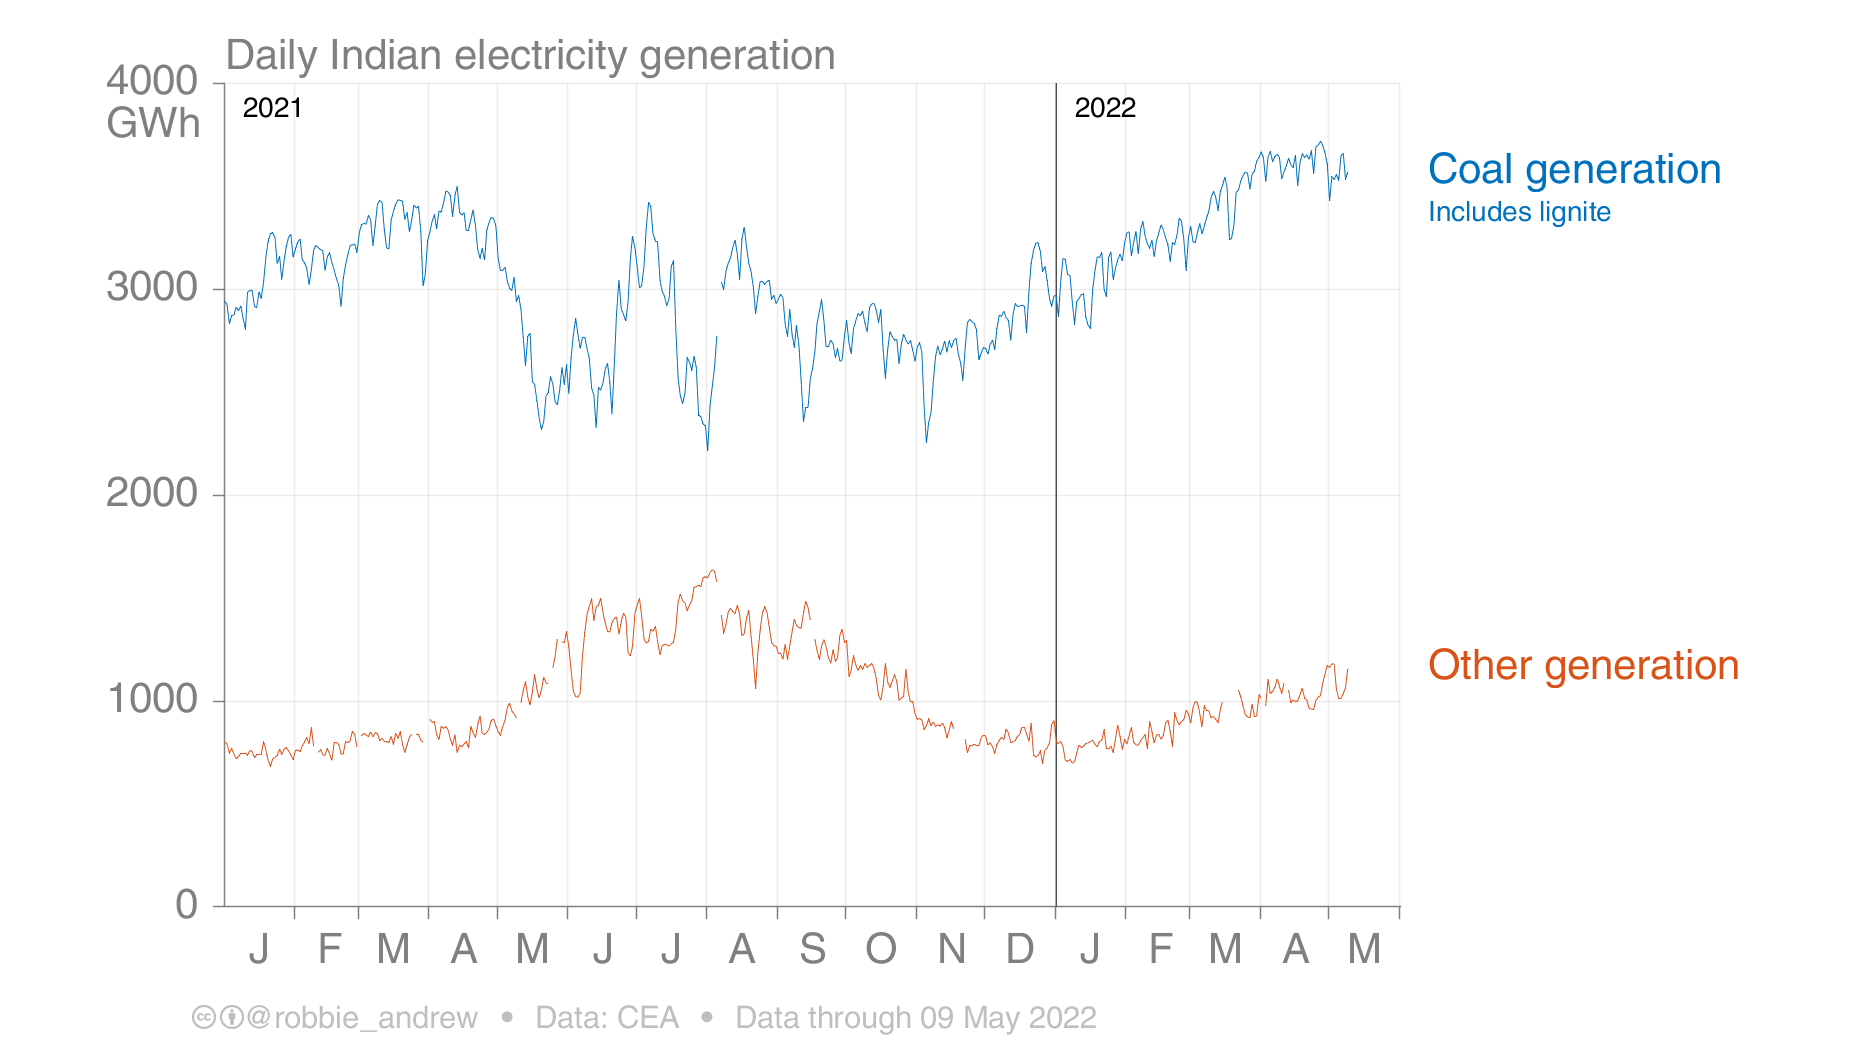 Daily Indian electricity generation
4000
GWh
2021
2022
Coal generation
Includes lignite
3000
2000
Other generation
1000
0
J F M A M J J A S O N D J F M A M
cc @robbie_andrew • Data: CEA • Data through 09 May 2022